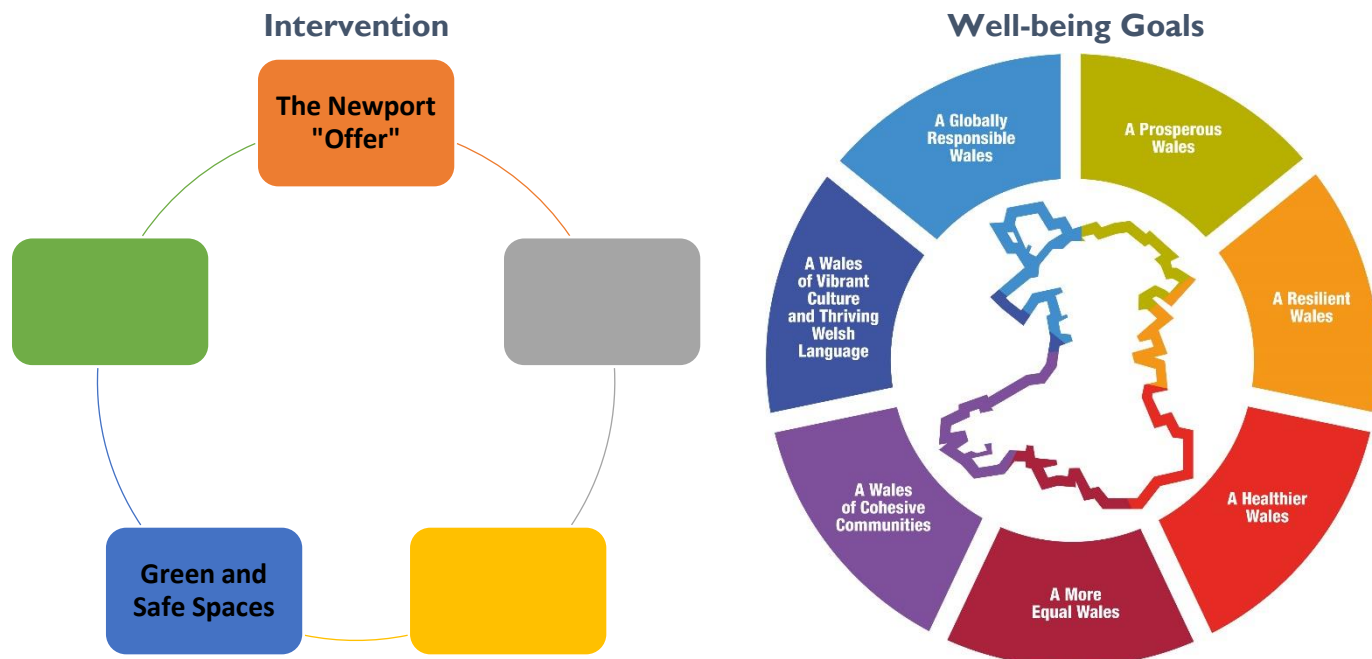 Intervention
The Newport
"Offer"
Green and
Safe Spaces
Well-being Goals
A Globally
Responsible
Wales
A Prosperous
Wales
A Resilient
Wales
A Healthier
Wales
A More
Equal Wales
A Wales
of Cohesive
Communities
A Wales
of Vibrant
Culture
and Thriving
Welsh
Language